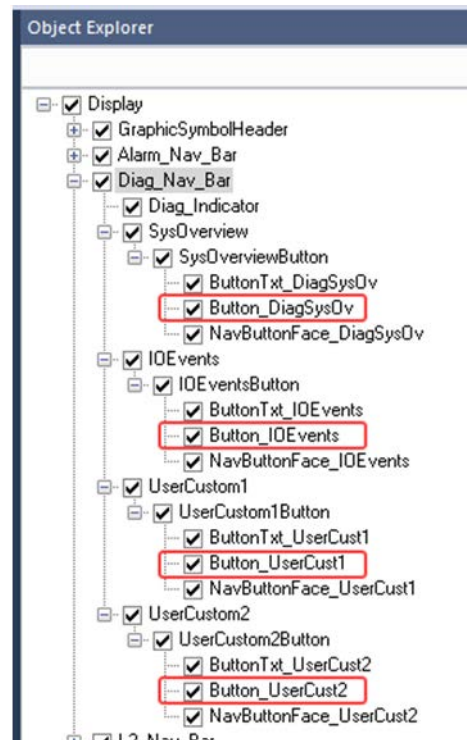 Object Explorer
Display
GraphicSymbolHeader
Alarm_Nav_Bar
Diag_Nav_Bar
Diag_Indicator
SysOverview
SysOverviewButton
ButtonTxt_DiagSysOv
Button_DiagSysOv
NavButtonFace_DiagSysOv
IOEvents
IOEventsButton
ButtonTxt_IOEvents
Button_IOEvents
NavButtonFace_IOEvents
UserCustom1
UserCustom1Button
ButtonTxt_UserCust1
Button_UserCust1
NavButtonFace_UserCust1
UserCustom2
UserCustom2Button
ButtonTxt_UserCust2
Button_UserCust2
NavButtonFace_UserCust2